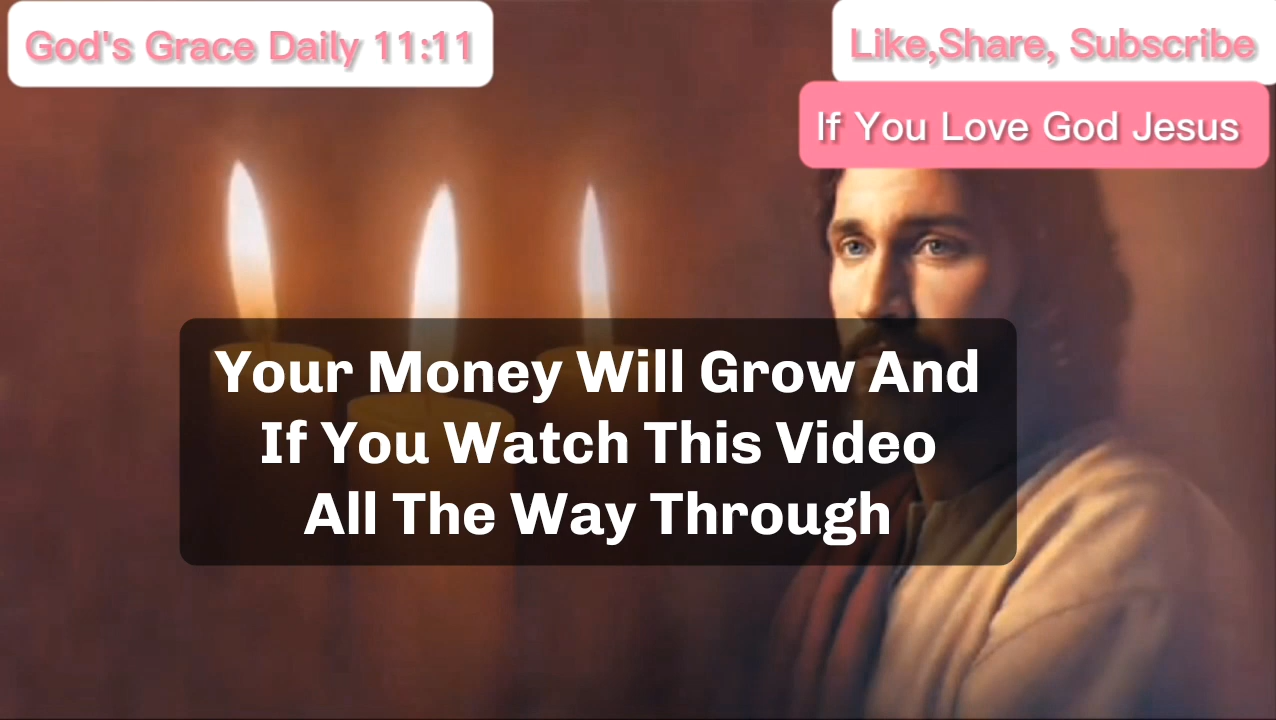 God's Grace Daily 11:11
Like,Share, Subscribe
If You Love God Jesus
Your Money Will Grow And
If You Watch This Video
All The Way Through